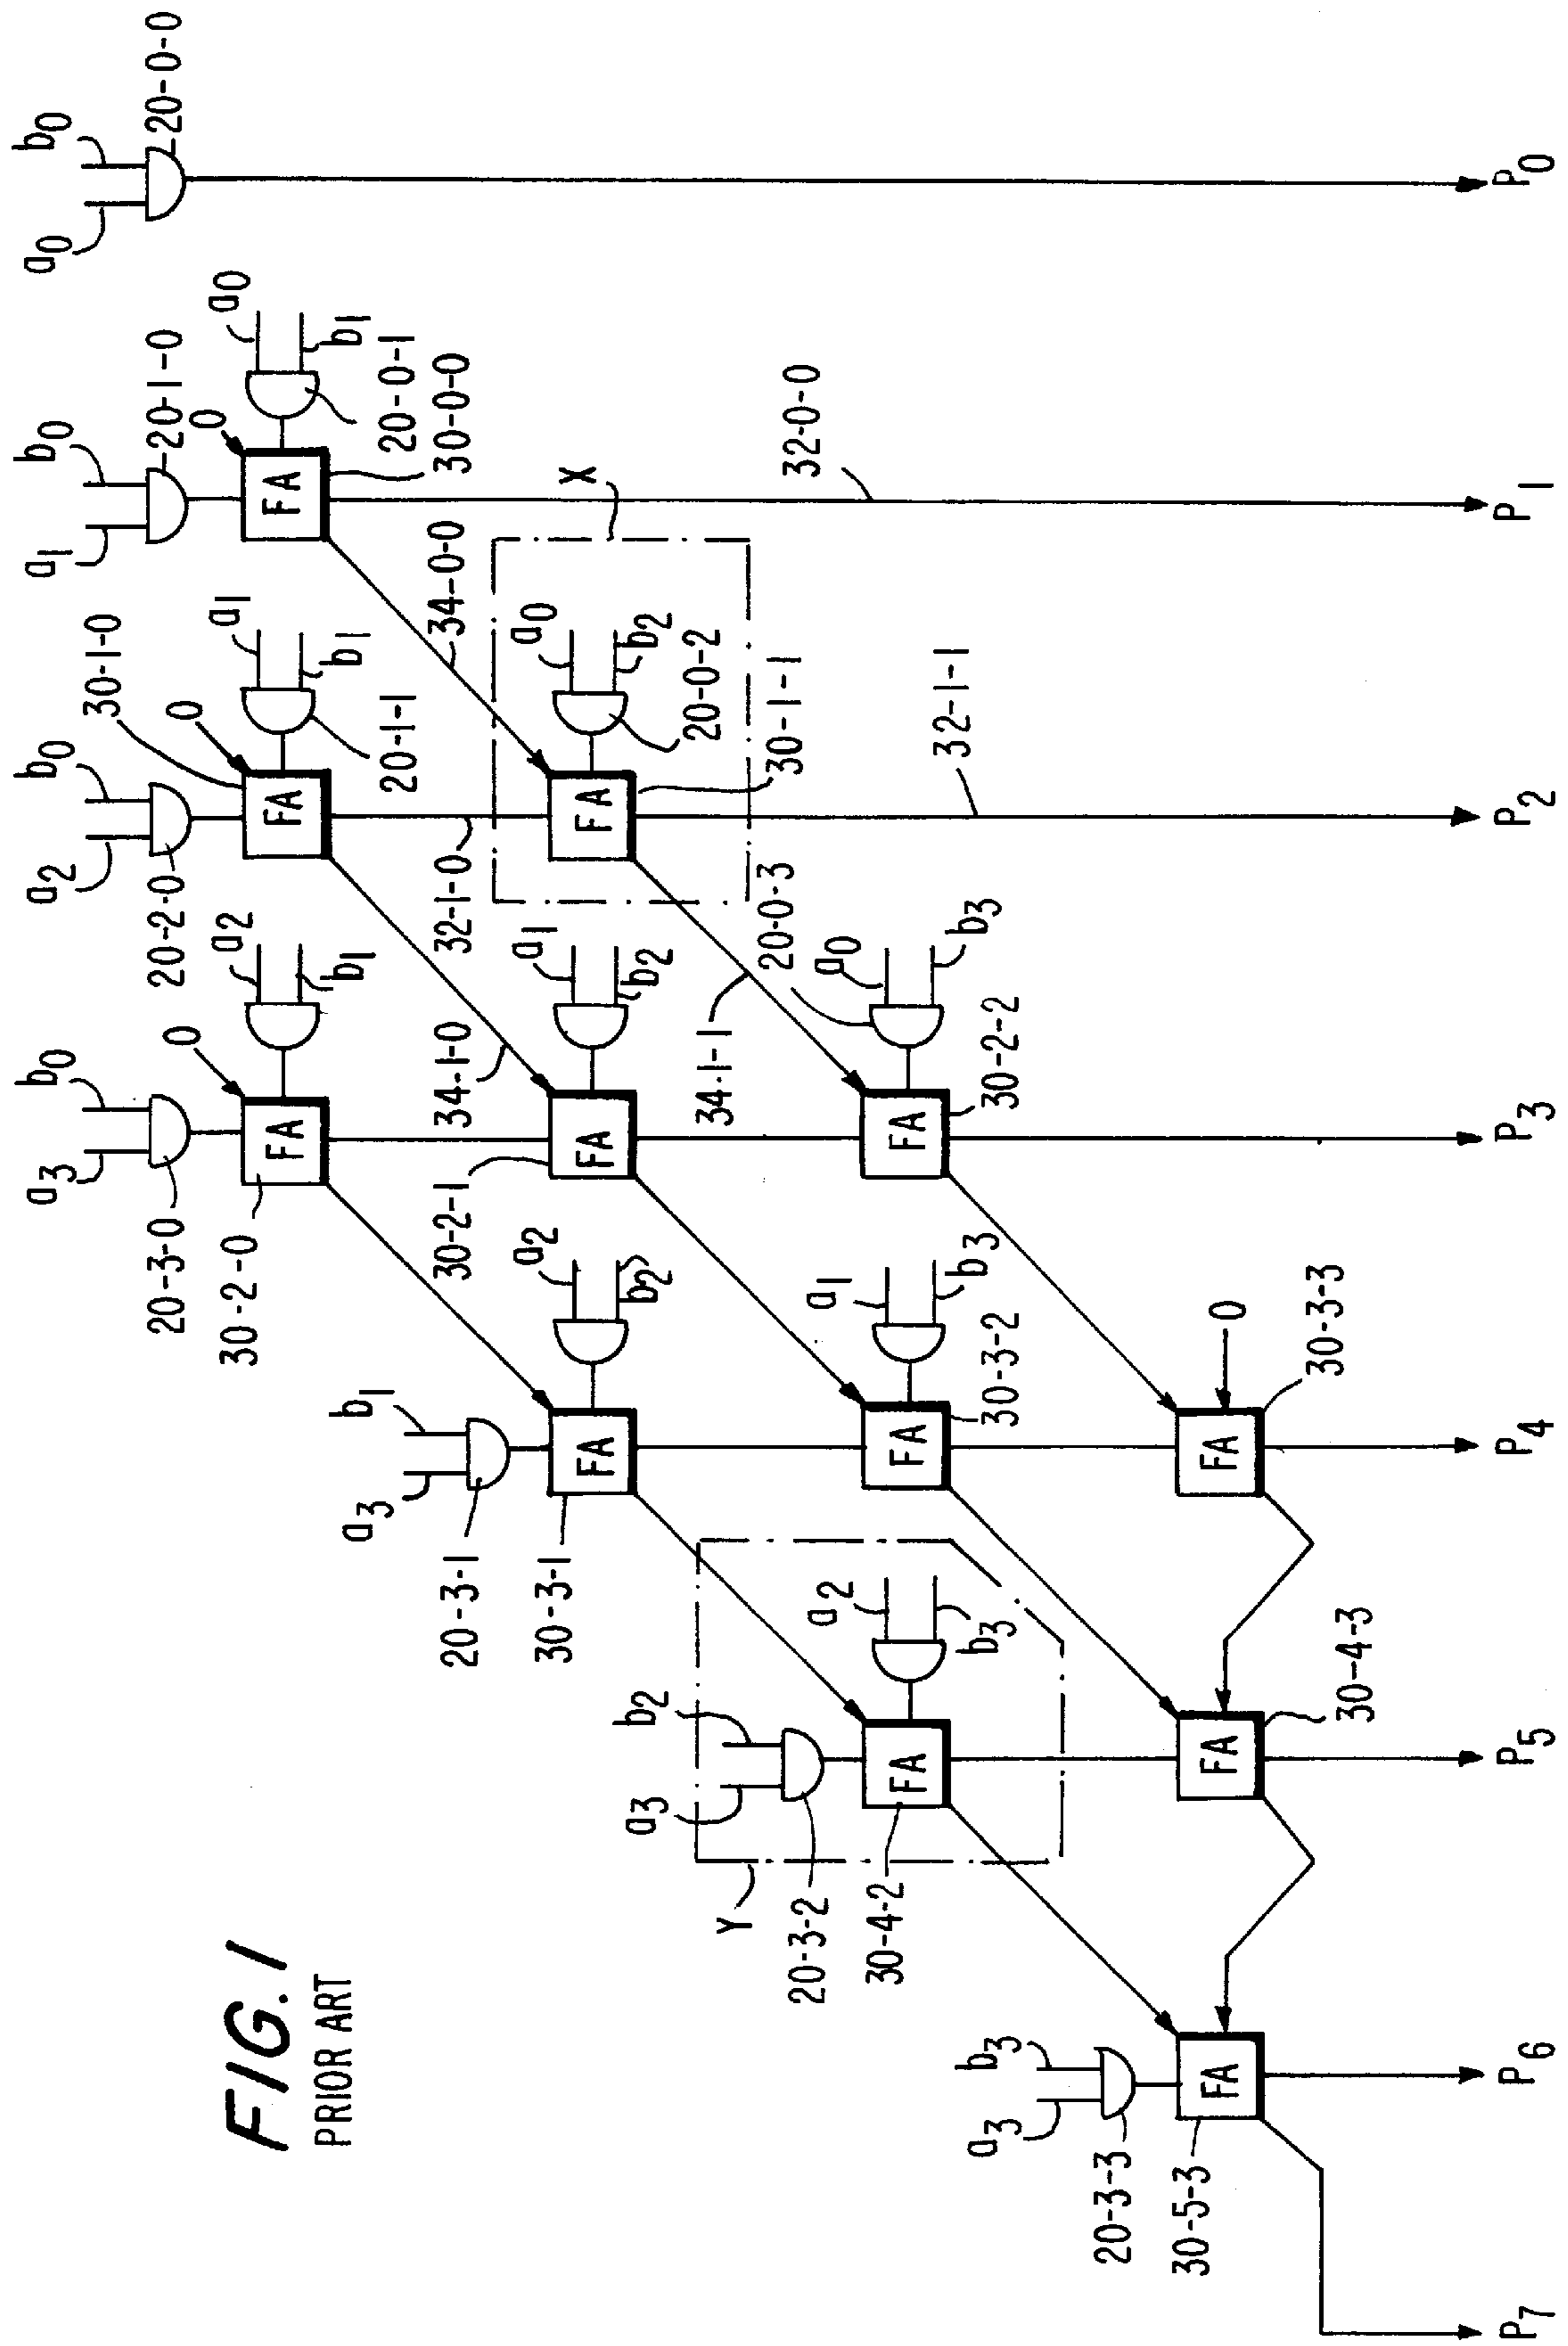 FIG. 1
PRIOR ART
a3 b0
a2 b0
a1 b0
a0 b0
20-3-0
20-2-0
20-1-0
20-0-0
30-2-0
30-1-0
0
0
0
FA
FA
FA
a2
b1
a1
b1
a0
b1
20-1-1
20-0-1
30-0-0
34-1-0
32-1-0
34-0-0
X
a3 b1
20-3-1
30-3-1
30-2-1
FA
FA
FA
a2
b2
a1
b2
a0
b2
20-0-2
30-1-1
32-0-0
34-1-1
20-0-3
32-1-1
Y
a3 b2
20-3-2
30-4-2
FA
FA
FA
a2
b3
a1
b3
a0
b3
30-3-2
30-2-2
a3 b3
20-3-3
30-5-3
FA
FA
FA
0
30-4-3
30-3-3
P7
P6
P5
P4
P3
P2
P1
P0